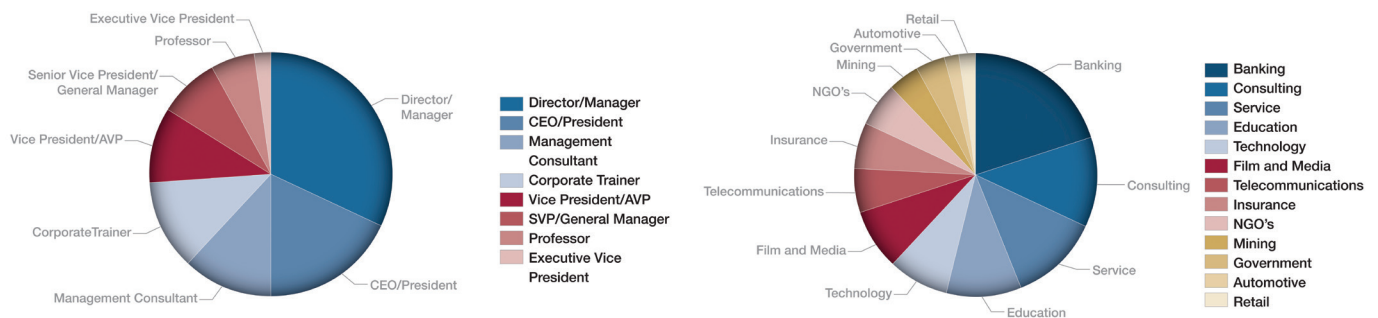 Executive Vice President
Professor
Senior Vice President/
General Manager
Vice President/AVP
CorporateTrainer
Management Consultant
CEO/President
Director/
Manager
Director/Manager
CEO/President
Management
Consultant
Corporate Trainer
Vice President/AVP
SVP/General Manager
Professor
Executive Vice
President
Retail
Automotive
Government
Mining
NGO's
Insurance
Telecommunications
Film and Media
Technology
Education
Service
Consulting
Banking
Banking
Consulting
Service
Education
Technology
Film and Media
Telecommunications
Insurance
NGO's
Mining
Government
Automotive
Retail